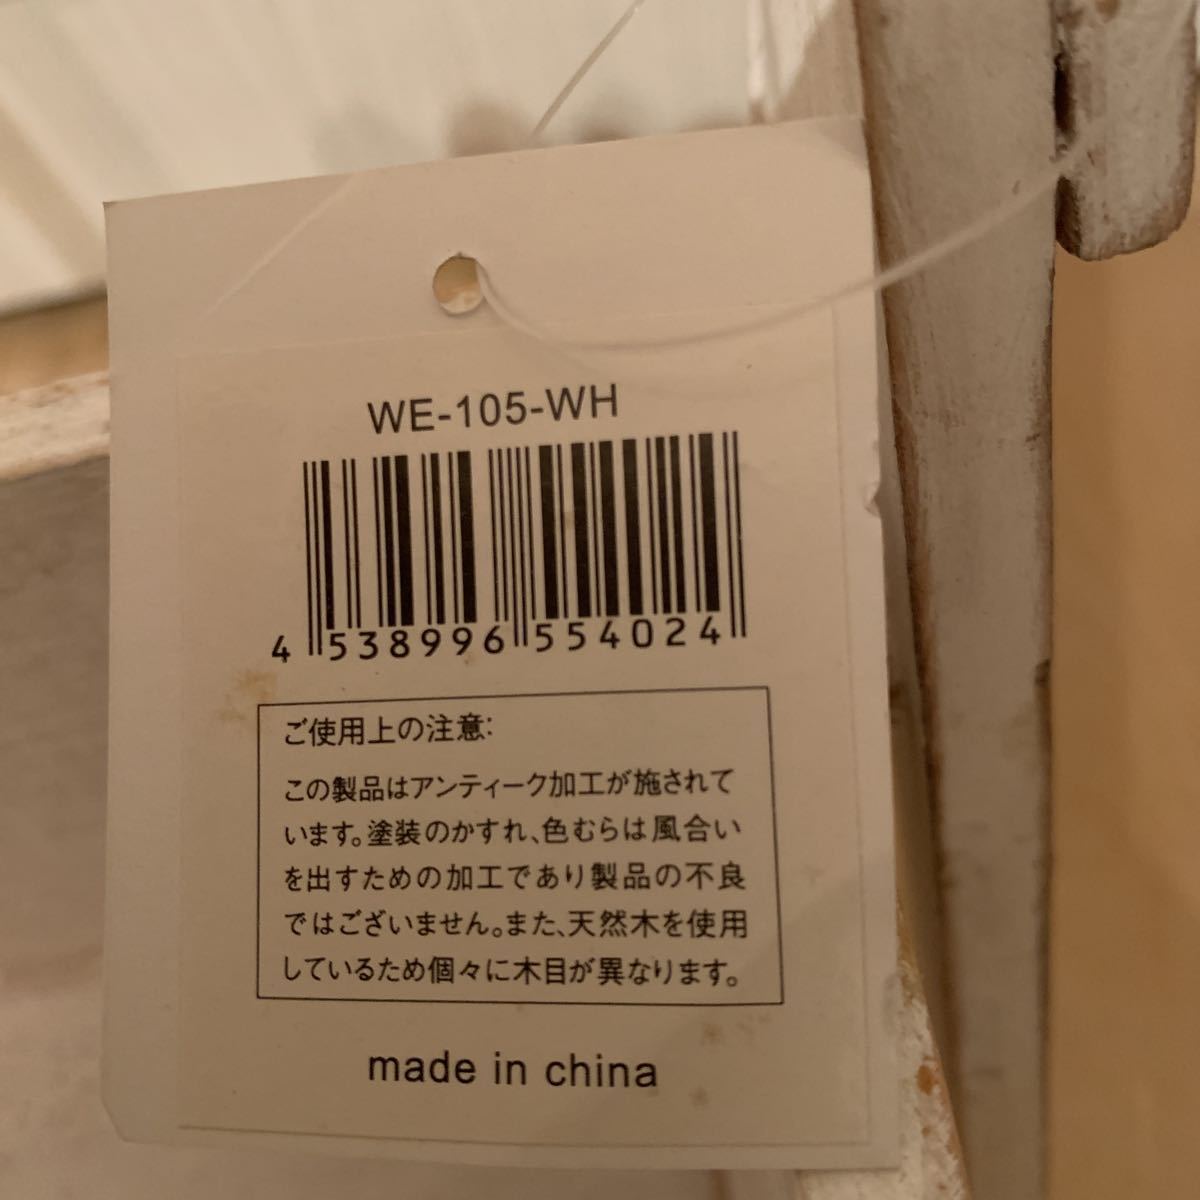 WE-105-WH
4 538996 554024
ご使用上の注意:
この製品はアンティーク加工が施されて
います。塗装のかすれ、色むらは風合い
を出すための加工であり製品の不良
ではございません。また、天然木を使用
しているため個々に木目が異なります。
made in china